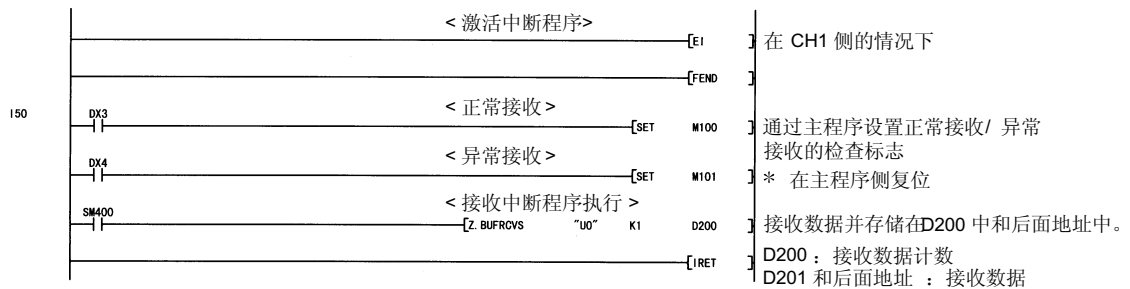 < 激活中断程序>
[EI ] 在 CH1 侧的情况下
[FEND ]
< 正常接收 >
I50 DX3 [SET M100 ] 通过主程序设置正常接收/ 异常
接收的检查标志
< 异常接收 >
DX4 [SET M101 ] * 在主程序侧复位
< 接收中断程序执行 >
SM400 [Z.BUFRCVS "U0" K1 D200 ] 接收数据并存储在D200 中和后面地址中。
[IRET ] D200 ： 接收数据计数
D201 和后面地址 ： 接收数据